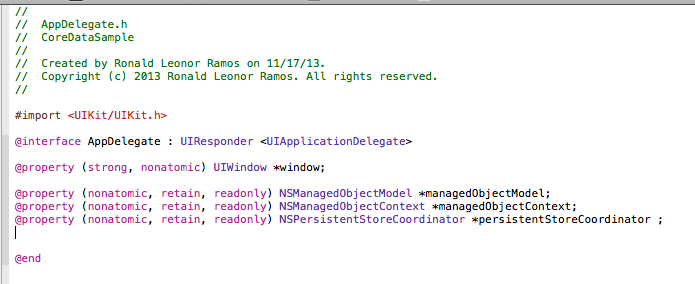 //
//  AppDelegate.h
//  CoreDataSample
//
//  Created by Ronald Leonor Ramos on 11/17/13.
//  Copyright (c) 2013 Ronald Leonor Ramos. All rights reserved.
//
#import <UIKit/UIKit.h>
@interface AppDelegate : UIResponder <UIApplicationDelegate>
@property (strong, nonatomic) UIWindow *window;
@property (nonatomic, retain, readonly) NSManagedObjectModel *managedObjectModel;
@property (nonatomic, retain, readonly) NSManagedObjectContext *managedObjectContext;
@property (nonatomic, retain, readonly) NSPersistentStoreCoordinator *persistentStoreCoordinator ;
@end